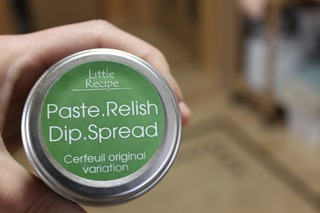 Little
Recipe
Paste.Relish
Dip.Spread
Cerfeuil original
variation